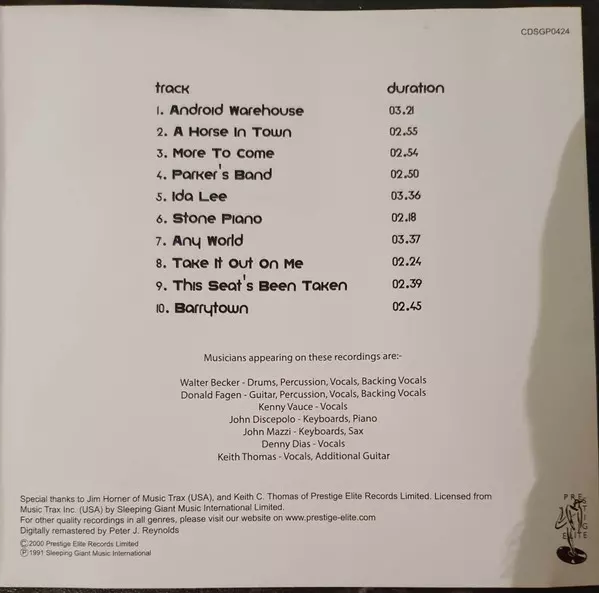 CDSGP0424
track duration
1. Android Warehouse 03.21
2. A Horse In Town 02.55
3. More To Come 02.54
4. Parker's Band 02.50
5. Ida Lee 03.36
6. Stone Piano 02.18
7. Any World 03.37
8. Take It Out On Me 02.24
9. This Seat's Been Taken 02.39
10. Barrytown 02.45
Musicians appearing on these recordings are:-
Walter Becker - Drums, Percussion, Vocals, Backing Vocals
Donald Fagen - Guitar, Percussion, Vocals, Backing Vocals
Kenny Vauce - Vocals
John Discepolo - Keyboards, Piano
John Mazzi - Keyboards, Sax
Denny Dias - Vocals
Keith Thomas - Vocals, Additional Guitar
Special thanks to Jim Horner of Music Trax (USA), and Keith C. Thomas of Prestige Elite Records Limited. Licensed from
Music Trax Inc. (USA) by Sleeping Giant Music International Limited.
For other quality recordings in all genres, please visit our website on www.prestige-elite.com
Digitally remastered by Peter J. Reynolds
Ⓒ2000 Prestige Elite Records Limited
Ⓟ1991 Sleeping Giant Music International
PRESTIGE
ELITE